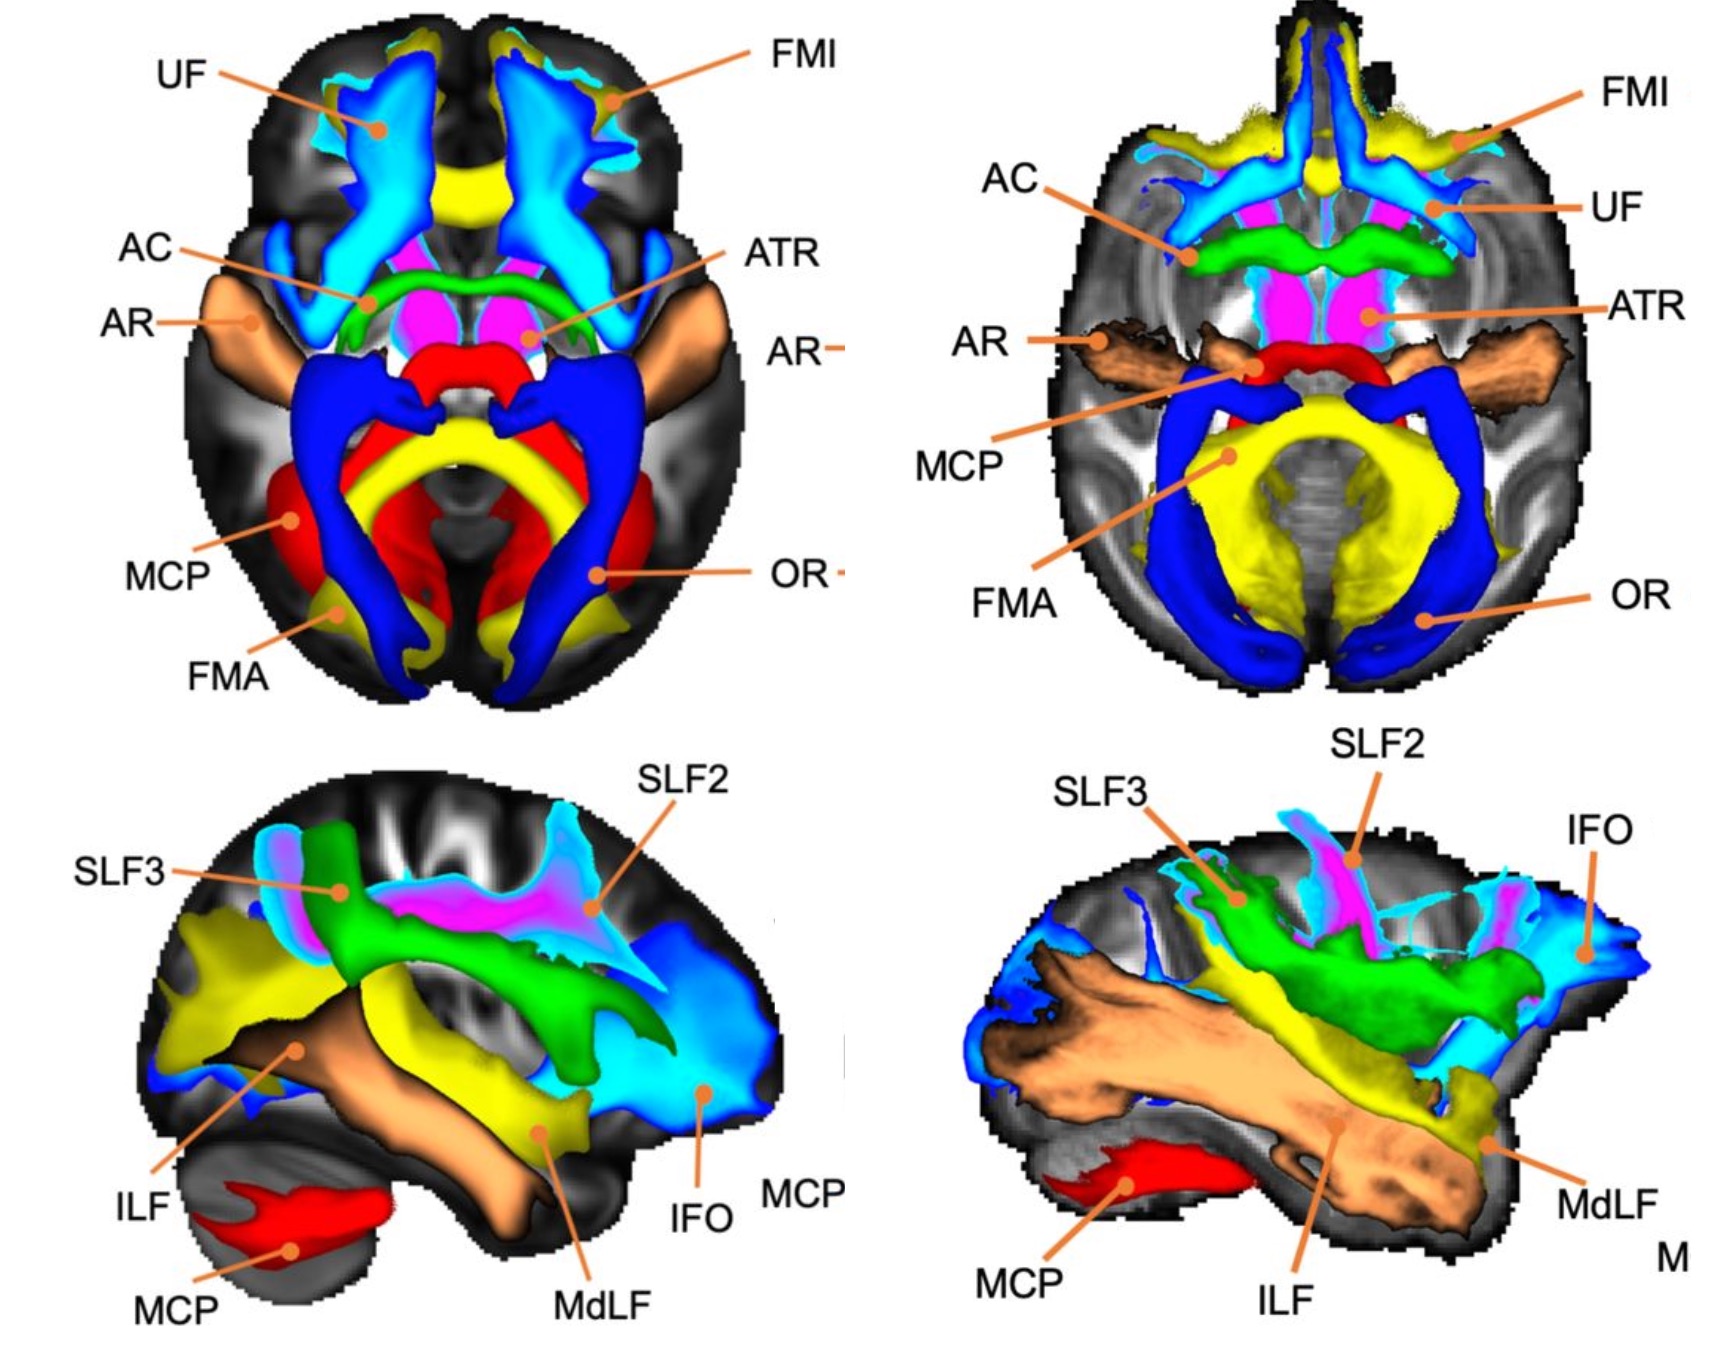 UF
FMI
AC
ATR
AR
AR
MCP
OR
FMA
FMI
AC
UF
ATR
AR
MCP
FMA
OR
SLF2
SLF3
ILF
MCP
IFO
MCP
MdLF
SLF2
SLF3
IFO
MdLF
M
MCP
ILF